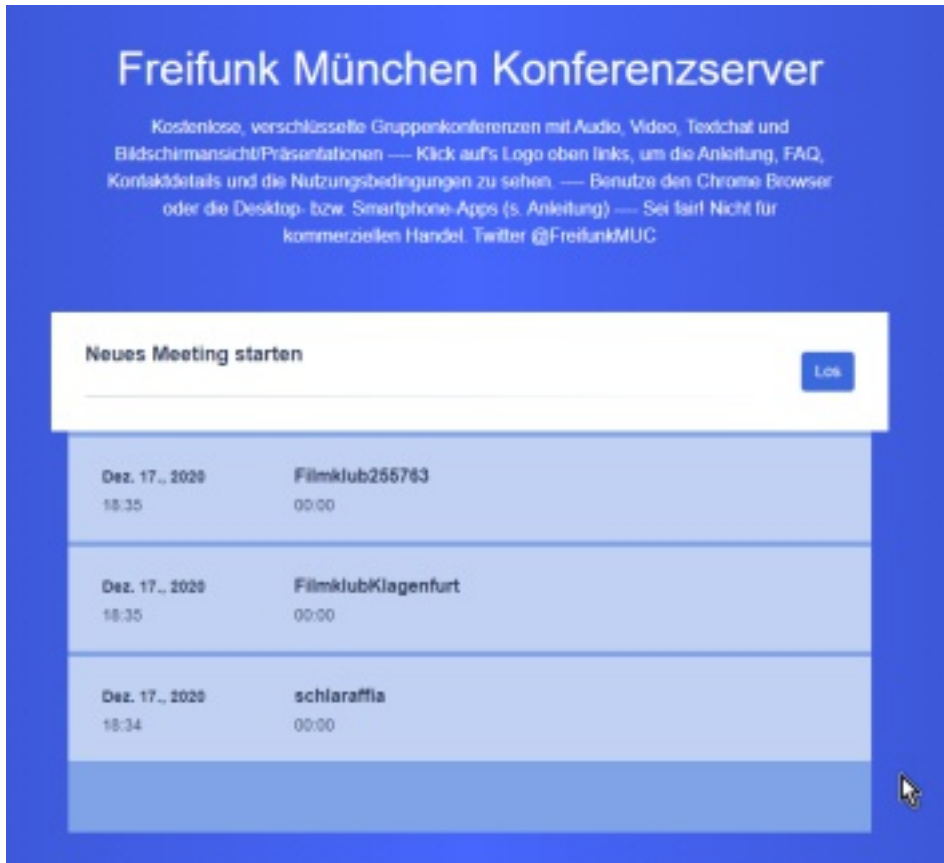 Freifunk München Konferenzserver
Kostenlose, verschlüsselte Gruppenkonferenzen mit Audio, Video, Textchat und
Bildschirmansicht/Präsentationen ---- Klick auf's Logo oben links, um die Anleitung, FAQ,
Kontaktdetails und die Nutzungsbedingungen zu sehen. ---- Benutze den Chrome Browser
oder die Desktop- bzw. Smartphone-Apps (s. Anleitung) ---- Sei fair! Nicht für
kommerziellen Handel. Twitter @FreifunkMUC
Neues Meeting starten
Los
Dez. 17., 2020 Filmklub255763
18:35 00:00
Dez. 17., 2020 FilmklubKlagenfurt
18:35 00:00
Dez. 17., 2020 schlaraffia
18:34 00:00